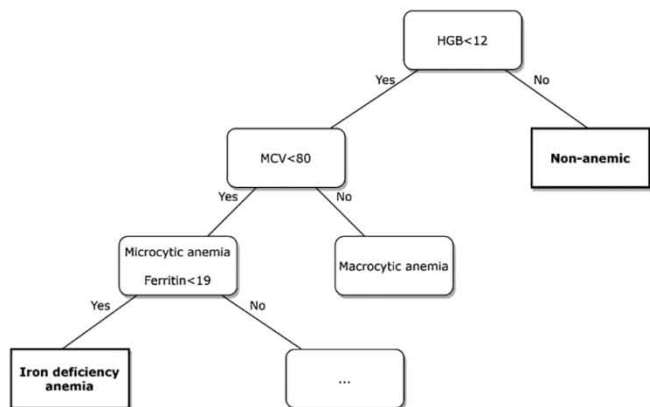 HGB<12
Yes
No
MCV<80
Non-anemic
Yes
No
Microcytic anemia
Ferritin<19
Macrocytic anemia
Yes
No
Iron deficiency
anemia
...